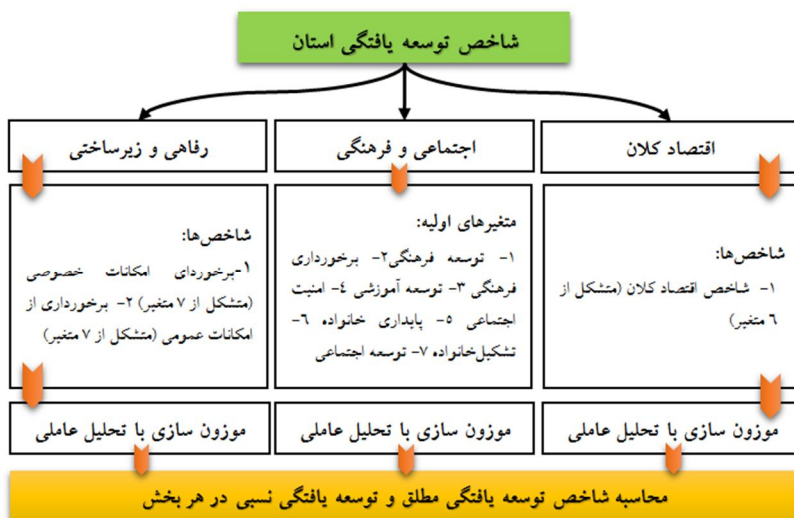 شاخص توسعه یافتگی استان
اقتصاد کلان
اجتماعی و فرهنگی
رفاهی و زیرساختی
شاخص‌ها:
۱- شاخص اقتصاد کلان (متشکل از
۶ متغیر)
متغیرهای اولیه:
۱- توسعه فرهنگی۲- برخورداری
فرهنگی ۳- توسعه آموزشی ٤- امنیت
اجتماعی ۵- پایداری خانواده ٦-
تشکیل‌خانواده ۷- توسعه اجتماعی
شاخص‌ها:
۱-برخوردای امکانات خصوصی
(متشکل از ۷ متغیر) ۲- برخورداری از
امکانات عمومی (متشکل از ۷ متغیر)
موزون سازی با تحلیل عاملی
موزون سازی با تحلیل عاملی
موزون سازی با تحلیل عاملی
محاسبه شاخص توسعه یافتگی مطلق و توسعه یافتگی نسبی در هر بخش